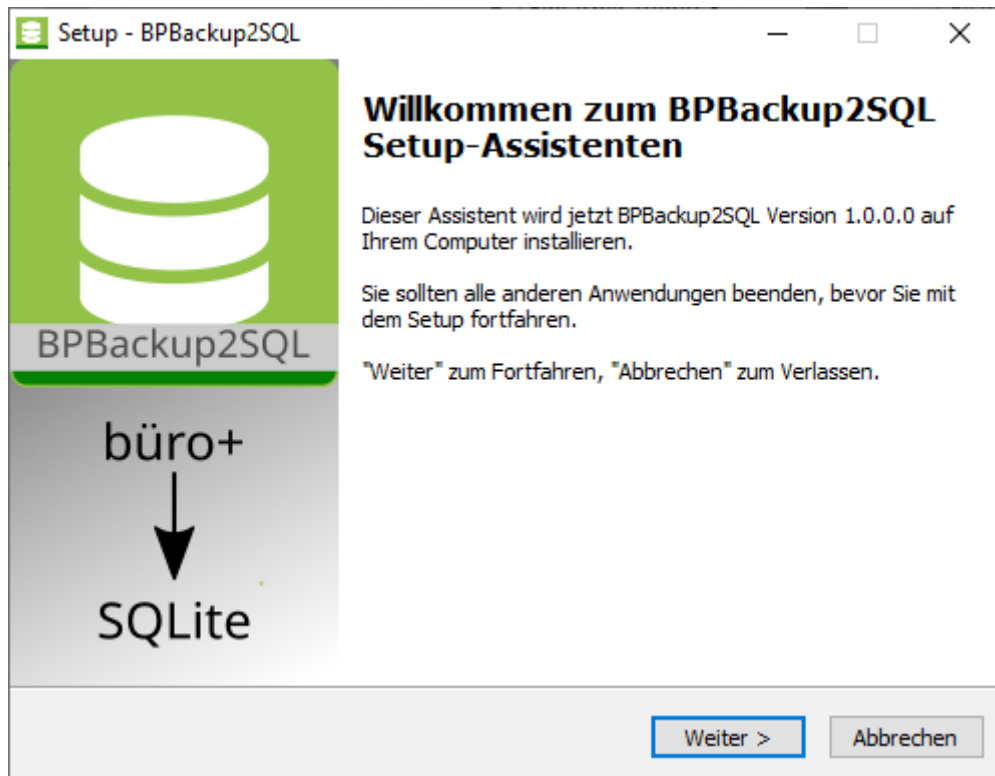 Setup - BPBackup2SQL
Willkommen zum BPBackup2SQL
Setup-Assistenten
Dieser Assistent wird jetzt BPBackup2SQL Version 1.0.0.0 auf
Ihrem Computer installieren.
Sie sollten alle anderen Anwendungen beenden, bevor Sie mit
dem Setup fortfahren.
"Weiter" zum Fortfahren, "Abbrechen" zum Verlassen.
BPBackup2SQL
büro+
SQLite
Weiter >
Abbrechen